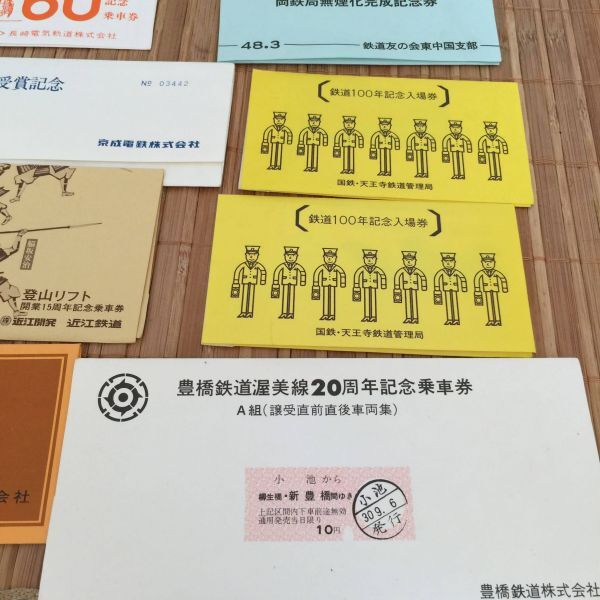 60
記念
乗車券
> 長崎電気軌道株式会社
岡鉄局無煙化完成記念券
48.3 鉄道友の会東中国支部
受賞記念
№ 03442
京成電鉄株式会社
鉄道100年記念入場券
国鉄・天王寺鉄道管理局
鉄道100年記念入場券
国鉄・天王寺鉄道管理局
脇坂安治
登山リフト
開業15周年記念乗車券
近江開発 近江鉄道
会社
豊橋鉄道渥美線20周年記念乗車券
A組(譲受直前直後車両集)
小池から
柳生橋・新豊橋間ゆき
上記区間内下車前途無効
通用発売当日限り
10円
小池
30.9.6
発行
豊橋鉄道株式会社